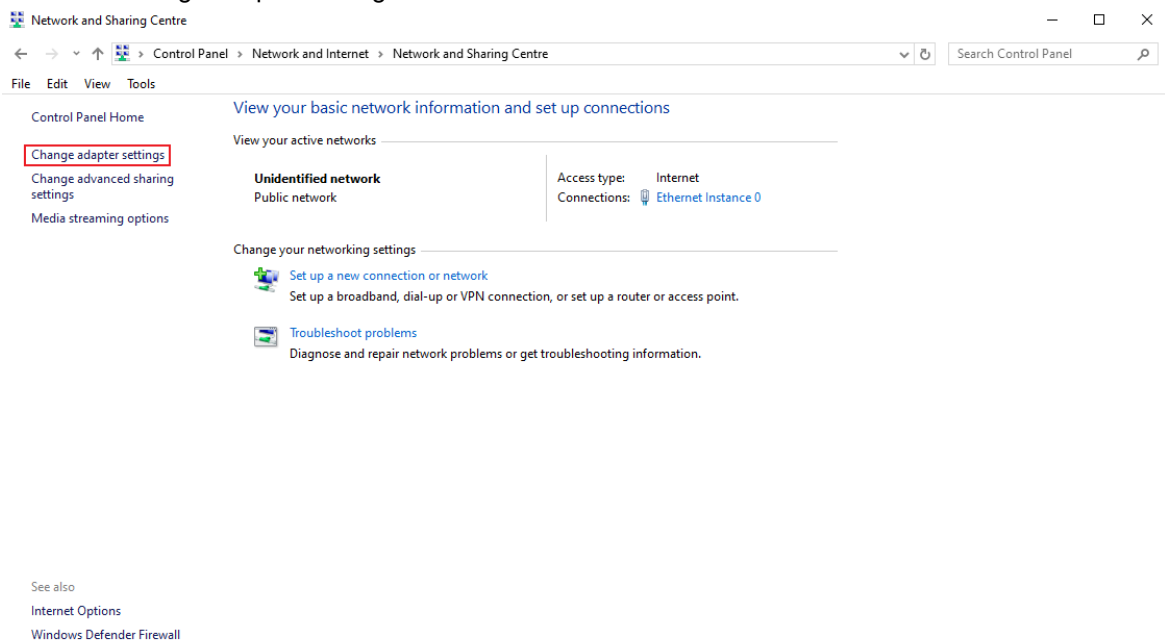 Network and Sharing Centre
Control Panel > Network and Internet > Network and Sharing Centre
Search Control Panel
File Edit View Tools
Control Panel Home
Change adapter settings
Change advanced sharing
settings
Media streaming options
View your basic network information and set up connections
View your active networks
Unidentified network
Public network
Access type: Internet
Connections: Ethernet Instance 0
Change your networking settings
Set up a new connection or network
Set up a broadband, dial-up or VPN connection, or set up a router or access point.
Troubleshoot problems
Diagnose and repair network problems or get troubleshooting information.
See also
Internet Options
Windows Defender Firewall